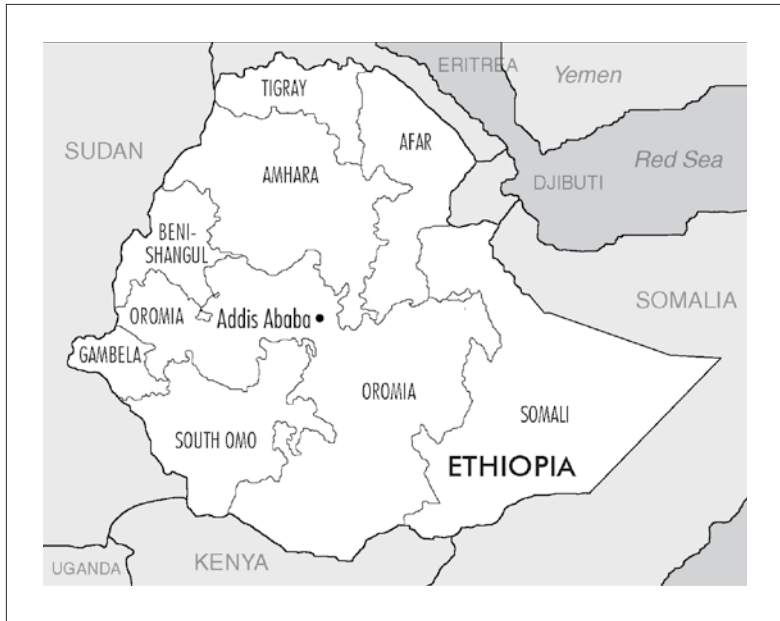 ERITREA
Yemen
TIGRAY
SUDAN
AFAR
AMHARA
Red Sea
DJIBUTI
BENI-
SHANGUL
SOMALIA
OROMIA
Addis Ababa
GAMBELA
OROMIA
SOMALI
SOUTH OMO
ETHIOPIA
KENYA
UGANDA